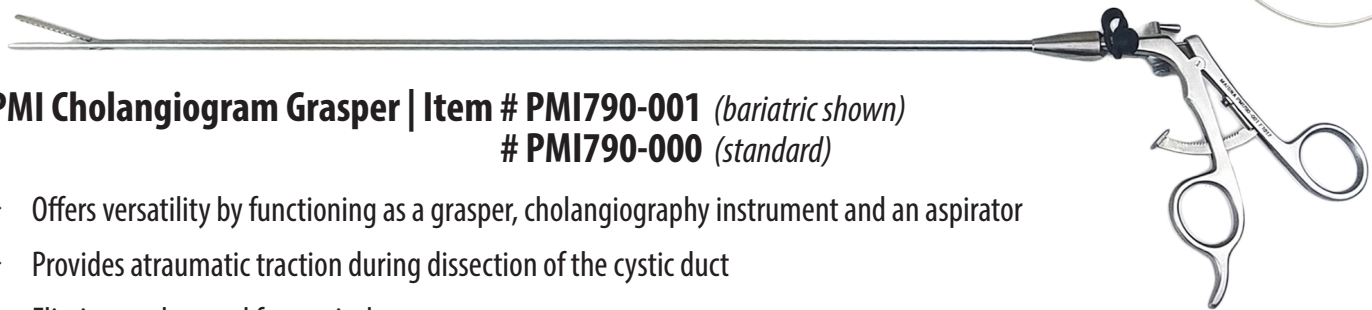 PMI Cholangiogram Grasper | Item # PMI790-001 (bariatric shown)
# PMI790-000 (standard)
Offers versatility by functioning as a grasper, cholangiography instrument and an aspirator
Provides atraumatic traction during dissection of the cystic duct